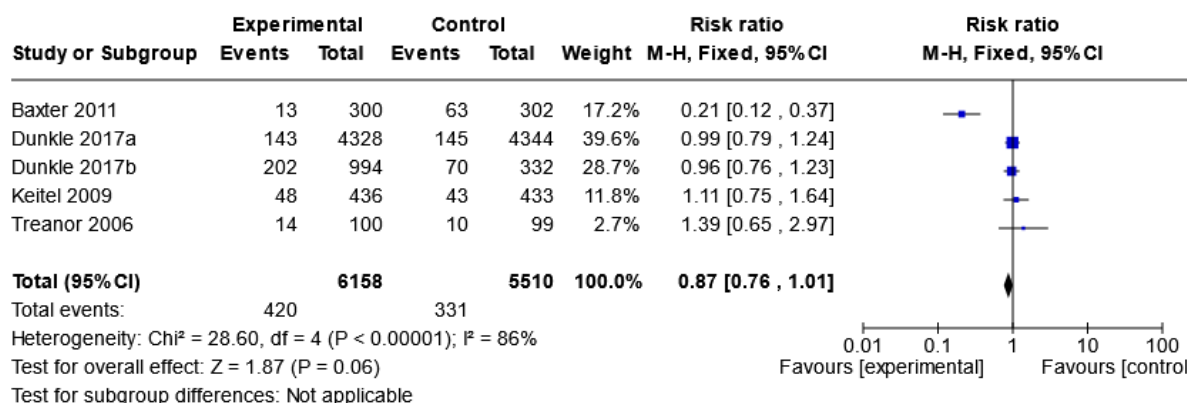 Experimental Control Risk ratio Risk ratio
Study or Subgroup Events Total Events Total Weight M-H, Fixed, 95%CI M-H, Fixed, 95%CI
Baxter 2011 13 300 63 302 17.2% 0.21 [0.12 , 0.37]
Dunkle 2017a 143 4328 145 4344 39.6% 0.99 [0.79 , 1.24]
Dunkle 2017b 202 994 70 332 28.7% 0.96 [0.76 , 1.23]
Keitel 2009 48 436 43 433 11.8% 1.11 [0.75 , 1.64]
Treanor 2006 14 100 10 99 2.7% 1.39 [0.65 , 2.97]
Total (95%CI) 6158 5510 100.0% 0.87 [0.76 , 1.01]
Total events: 420 331
Heterogeneity: Chi² = 28.60, df = 4 (P < 0.00001); I² = 86%
Test for overall effect: Z = 1.87 (P = 0.06)
Test for subgroup differences: Not applicable
0.01 0.1 1 10 100
Favours [experimental] Favours [control